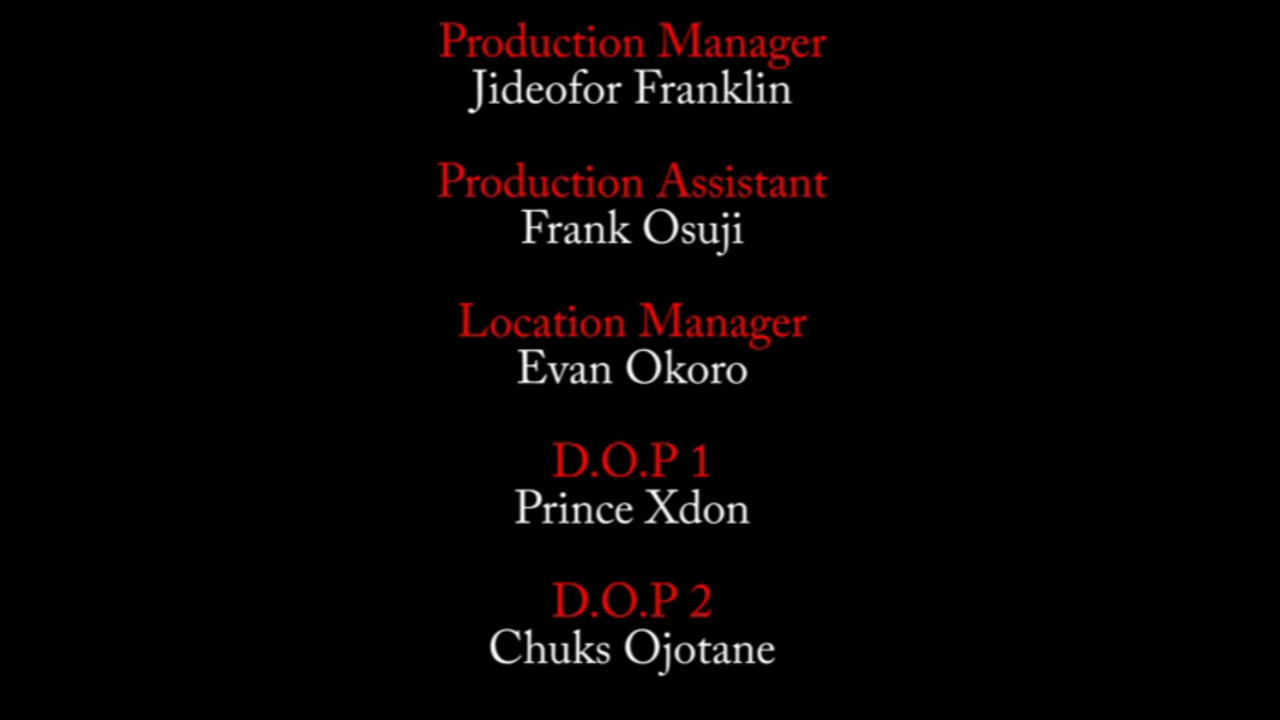 Production Manager
Jideofor Franklin
Production Assistant
Frank Osuji
Location Manager
Evan Okoro
D.O.P 1
Prince Xdon
D.O.P 2
Chuks Ojotane